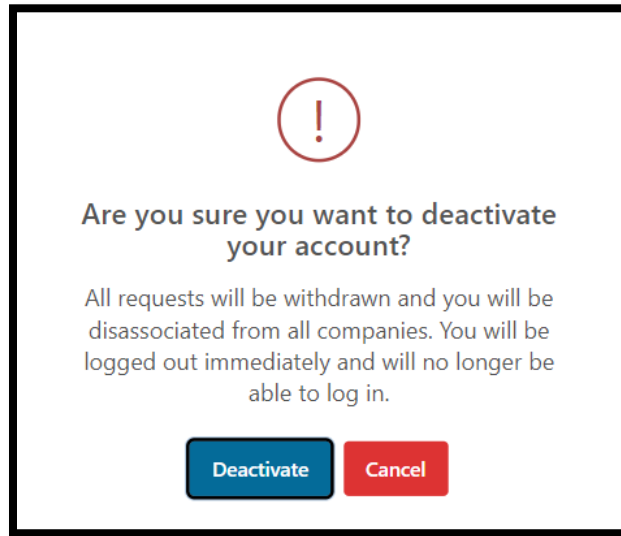 !
Are you sure you want to deactivate
your account?
All requests will be withdrawn and you will be
disassociated from all companies. You will be
logged out immediately and will no longer be
able to log in.
Deactivate Cancel